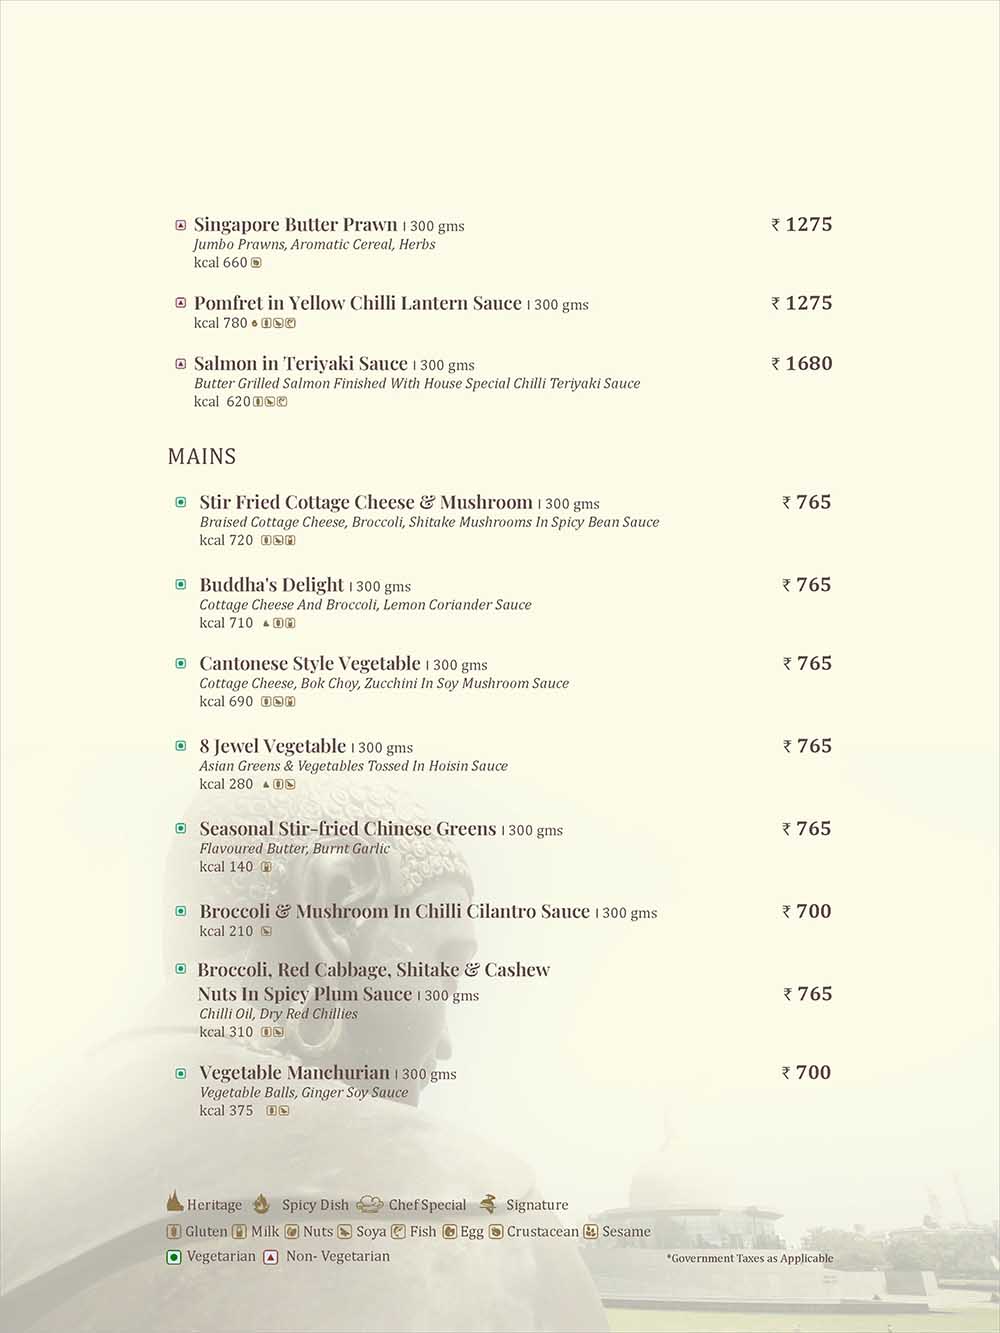 Singapore Butter Prawn I 300 gms ₹ 1275
Jumbo Prawns, Aromatic Cereal, Herbs
kcal 660
Pomfret in Yellow Chilli Lantern Sauce I 300 gms ₹ 1275
kcal 780
Salmon in Teriyaki Sauce I 300 gms ₹ 1680
Butter Grilled Salmon Finished With House Special Chilli Teriyaki Sauce
kcal 620
MAINS
Stir Fried Cottage Cheese & Mushroom I 300 gms ₹ 765
Braised Cottage Cheese, Broccoli, Shitake Mushrooms In Spicy Bean Sauce
kcal 720
Buddha's Delight I 300 gms ₹ 765
Cottage Cheese And Broccoli, Lemon Coriander Sauce
kcal 710
Cantonese Style Vegetable I 300 gms ₹ 765
Cottage Cheese, Bok Choy, Zucchini In Soy Mushroom Sauce
kcal 690
8 Jewel Vegetable I 300 gms ₹ 765
Asian Greens & Vegetables Tossed In Hoisin Sauce
kcal 280
Seasonal Stir-fried Chinese Greens I 300 gms ₹ 765
Flavoured Butter, Burnt Garlic
kcal 140
Broccoli & Mushroom In Chilli Cilantro Sauce I 300 gms ₹ 700
kcal 210
Broccoli, Red Cabbage, Shitake & Cashew
Nuts In Spicy Plum Sauce I 300 gms ₹ 765
Chilli Oil, Dry Red Chillies
kcal 310
Vegetable Manchurian I 300 gms ₹ 700
Vegetable Balls, Ginger Soy Sauce
kcal 375
Heritage Spicy Dish Chef Special Signature
Gluten Milk Nuts Soya Fish Egg Crustacean Sesame
Vegetarian Non- Vegetarian *Government Taxes as Applicable